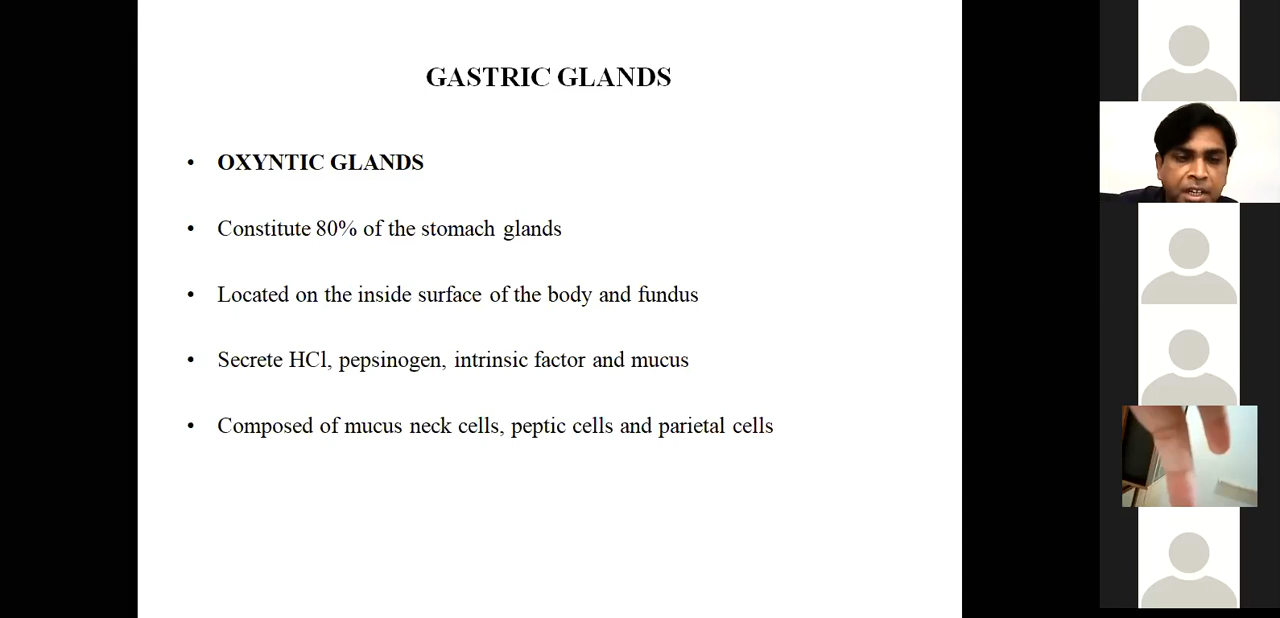 GASTRIC GLANDS
• OXYNTIC GLANDS
• Constitute 80% of the stomach glands
• Located on the inside surface of the body and fundus
• Secrete HCl, pepsinogen, intrinsic factor and mucus
• Composed of mucus neck cells, peptic cells and parietal cells